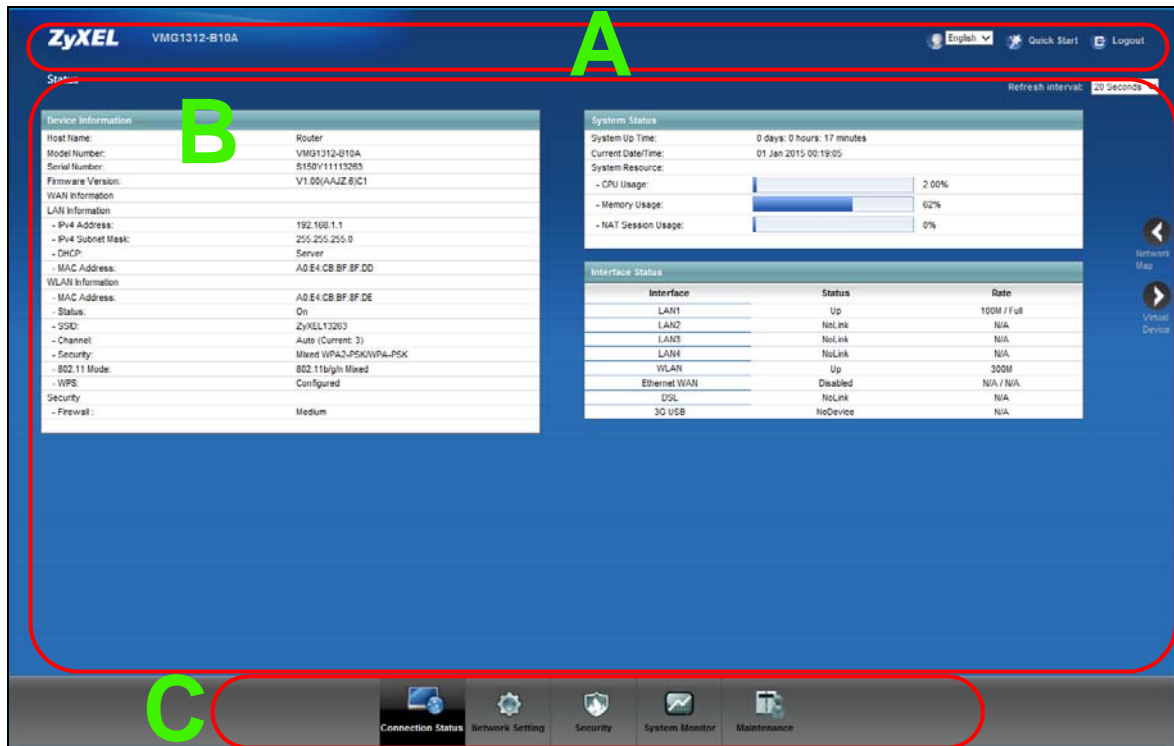 ZyXEL VMG1312-B10A
English Quick Start Logout
A
Status
Refresh interval: 20 Seconds
B
Device Information
Host Name: Router
Model Number: VMG1312-B10A
Serial Number: S150Y11113263
Firmware Version: V1.00(AAJZ.6)C1
WAN Information
LAN Information
- IPv4 Address: 192.168.1.1
- IPv4 Subnet Mask: 255.255.255.0
- DHCP: Server
- MAC Address: A0:E4:CB:BF:8F:DD
WLAN Information
- MAC Address: A0:E4:CB:BF:8F:DE
- Status: On
- SSID: ZyXEL13263
- Channel: Auto (Current: 3)
- Security: Mixed WPA2-PSK/WPA-PSK
- 802.11 Mode: 802.11b/g/n Mixed
- WPS: Configured
Security
- Firewall : Medium
System Status
System Up Time: 0 days: 0 hours: 17 minutes
Current Date/Time: 01 Jan 2015 00:19:05
System Resource:
- CPU Usage: 2.00%
- Memory Usage: 62%
- NAT Session Usage: 0%
Interface Status
Interface Status Rate
LAN1 Up 100M / Full
LAN2 NoLink N/A
LAN3 NoLink N/A
LAN4 NoLink N/A
WLAN Up 300M
Ethernet WAN Disabled N/A / N/A
DSL NoLink N/A
3G USB NoDevice N/A
Network
Map
Virtual
Device
C
Connection Status Network Setting Security System Monitor Maintenance